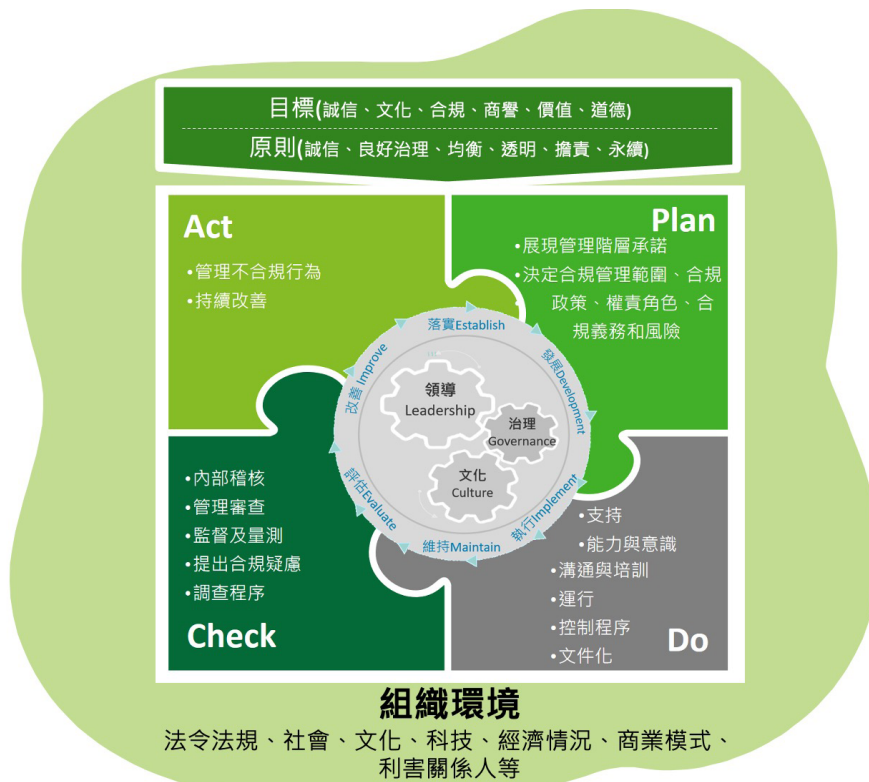 目標(誠信、文化、合規、商譽、價值、道德)
原則(誠信、良好治理、均衡、透明、擔責、永續)
Act
•管理不合規行為
•持續改善
Plan
•展現管理階層承諾
•決定合規管理範圍、合規
政策、權責角色、合
規義務和風險
落實Establish
發展Development
執行Implement
維持Maintain
評估Evaluate
改善 Improve
領導
Leadership
治理
Governance
文化
Culture
•內部稽核
•管理審查
•監督及量測
•提出合規疑慮
•調查程序
Check
•支持
•能力與意識
•溝通與培訓
•運行
•控制程序
•文件化
Do
組織環境
法令法規、社會、文化、科技、經濟情況、商業模式、
利害關係人等